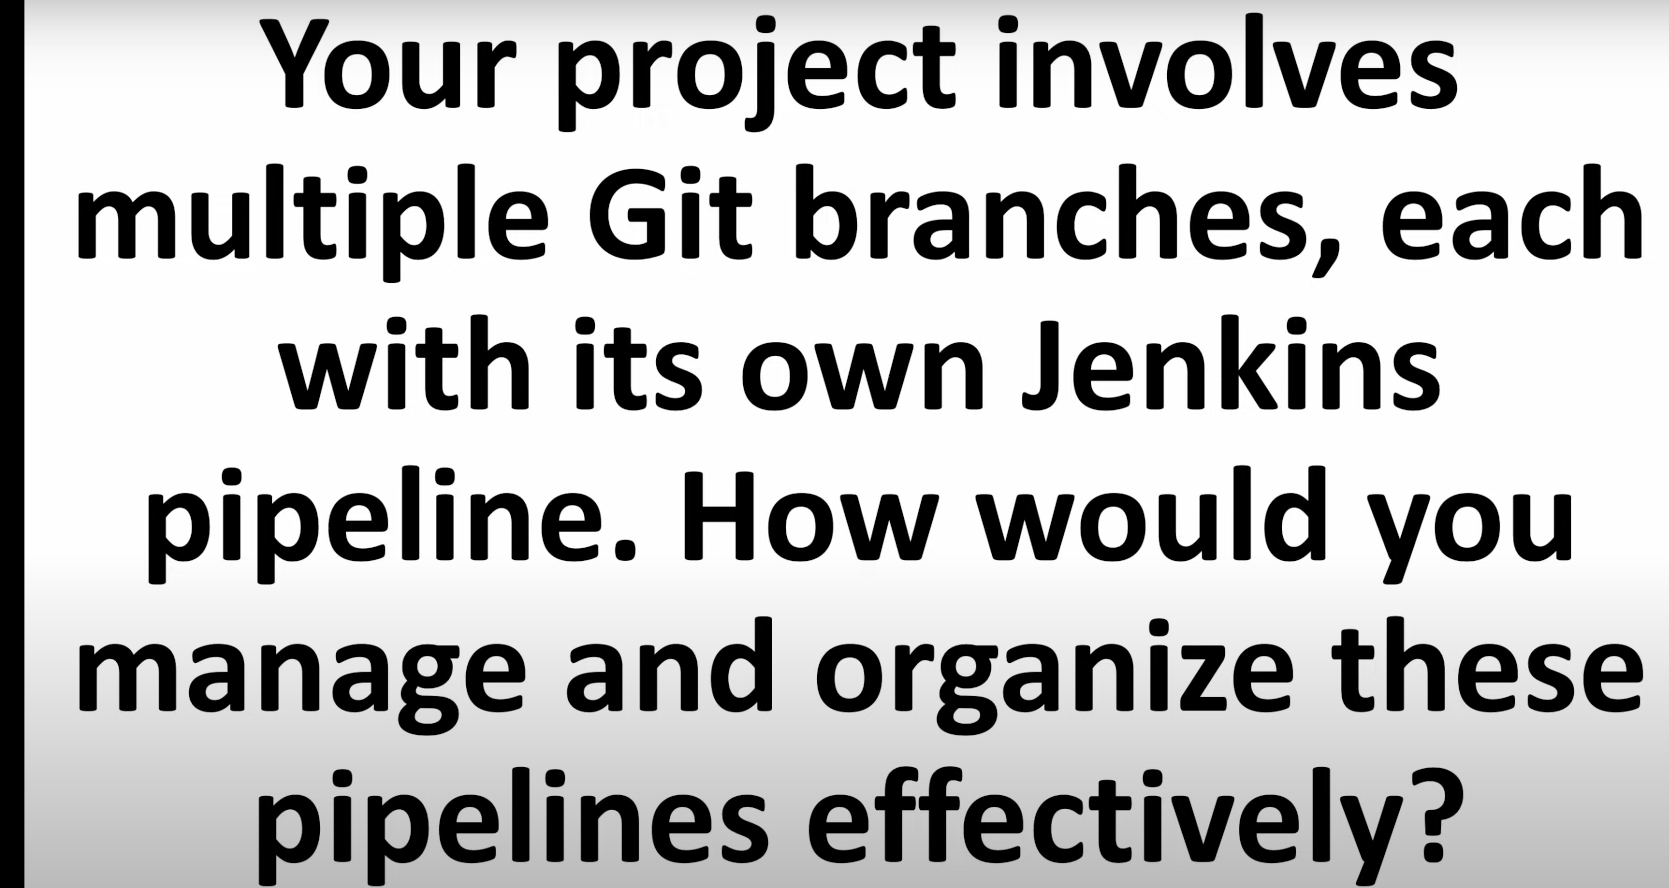 Your project involves
multiple Git branches, each
with its own Jenkins
pipeline. How would you
manage and organize these
pipelines effectively?